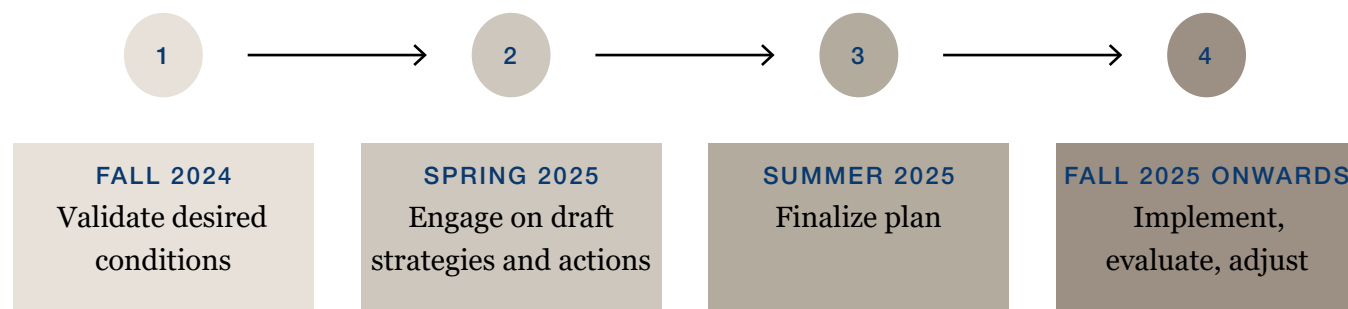 1
2
3
4
FALL 2024
Validate desired
conditions
SPRING 2025
Engage on draft
strategies and actions
SUMMER 2025
Finalize plan
FALL 2025 ONWARDS
Implement,
evaluate, adjust